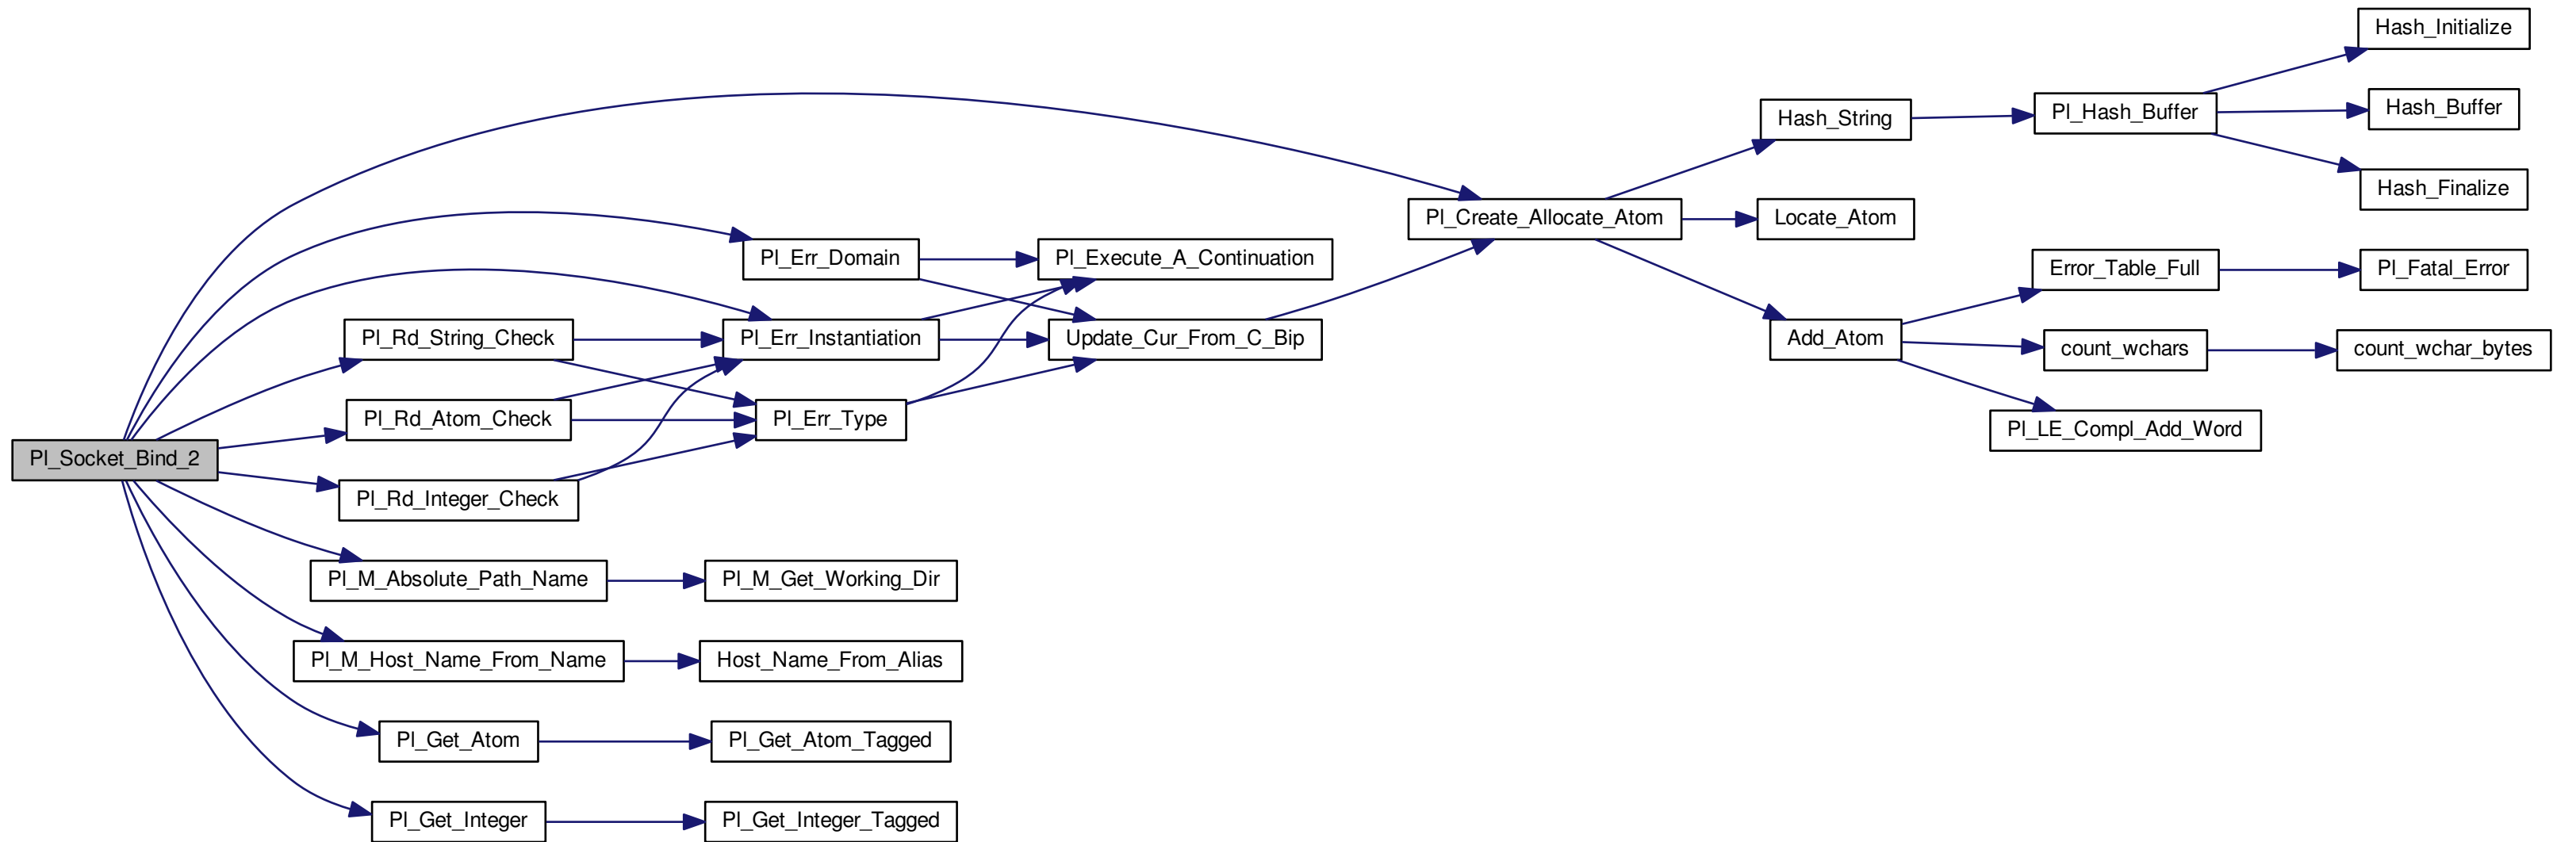 Pl_Socket_Bind_2
Pl_Rd_String_Check
Pl_Rd_Atom_Check
Pl_Rd_Integer_Check
Pl_M_Absolute_Path_Name
Pl_M_Host_Name_From_Name
Pl_Get_Atom
Pl_Get_Integer
Pl_Err_Domain
Pl_Err_Instantiation
Pl_Err_Type
Pl_M_Get_Working_Dir
Host_Name_From_Alias
Pl_Get_Atom_Tagged
Pl_Get_Integer_Tagged
Pl_Execute_A_Continuation
Update_Cur_From_C_Bip
Pl_Create_Allocate_Atom
Hash_String
Locate_Atom
Add_Atom
Pl_Hash_Buffer
Error_Table_Full
count_wchars
Pl_LE_Compl_Add_Word
Hash_Initialize
Hash_Buffer
Hash_Finalize
Pl_Fatal_Error
count_wchar_bytes